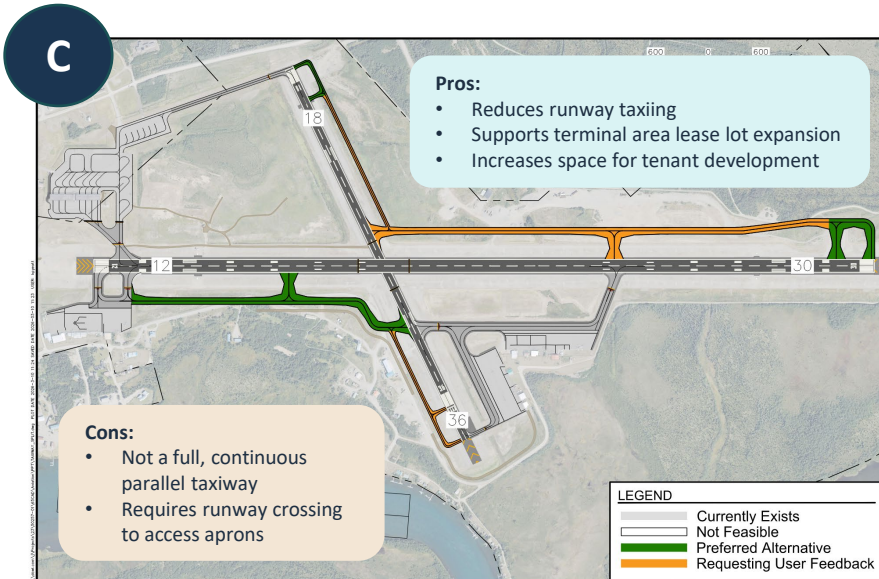 C
600 0 600
Pros:
• Reduces runway taxiing
• Supports terminal area lease lot expansion
• Increases space for tenant development
18
12
30
36
Cons:
• Not a full, continuous
parallel taxiway
• Requires runway crossing
to access aprons
LEGEND
Currently Exists
Not Feasible
Preferred Alternative
Requesting User Feedback